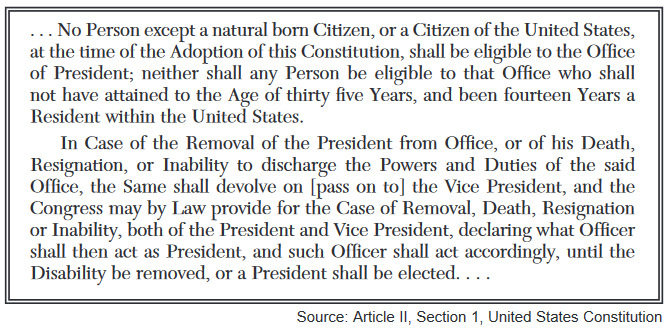 . . . No Person except a natural born Citizen, or a Citizen of the United States,
at the time of the Adoption of this Constitution, shall be eligible to the Office
of President; neither shall any Person be eligible to that Office who shall
not have attained to the Age of thirty five Years, and been fourteen Years a
Resident within the United States.
In Case of the Removal of the President from Office, or of his Death,
Resignation, or Inability to discharge the Powers and Duties of the said
Office, the Same shall devolve on [pass on to] the Vice President, and the
Congress may by Law provide for the Case of Removal, Death, Resignation
or Inability, both of the President and Vice President, declaring what Officer
shall then act as President, and such Officer shall act accordingly, until the
Disability be removed, or a President shall be elected. . . .
Source: Article II, Section 1, United States Constitution